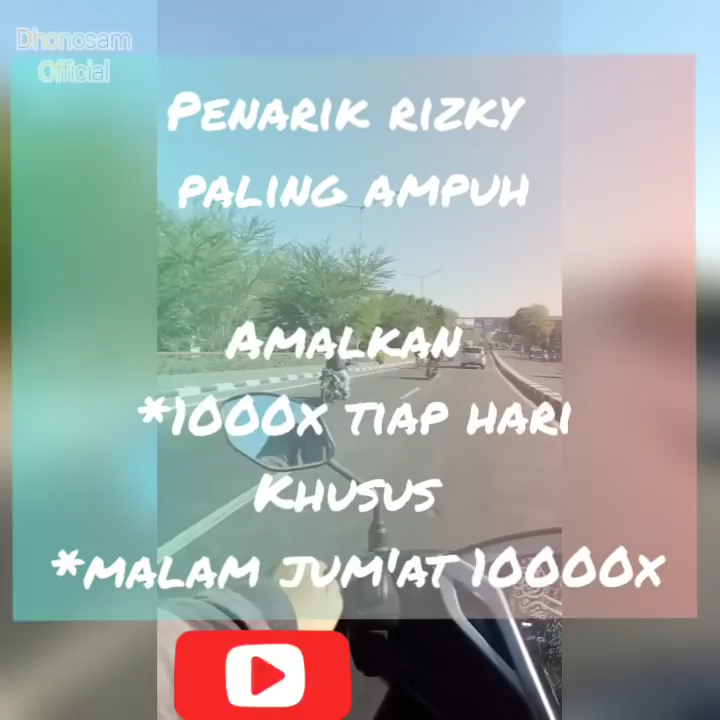 Dhonosam
Official
Penarik rizky
paling ampuh
Amalkan
*1000x tiap hari
Khusus
*malam jum'at 10000x